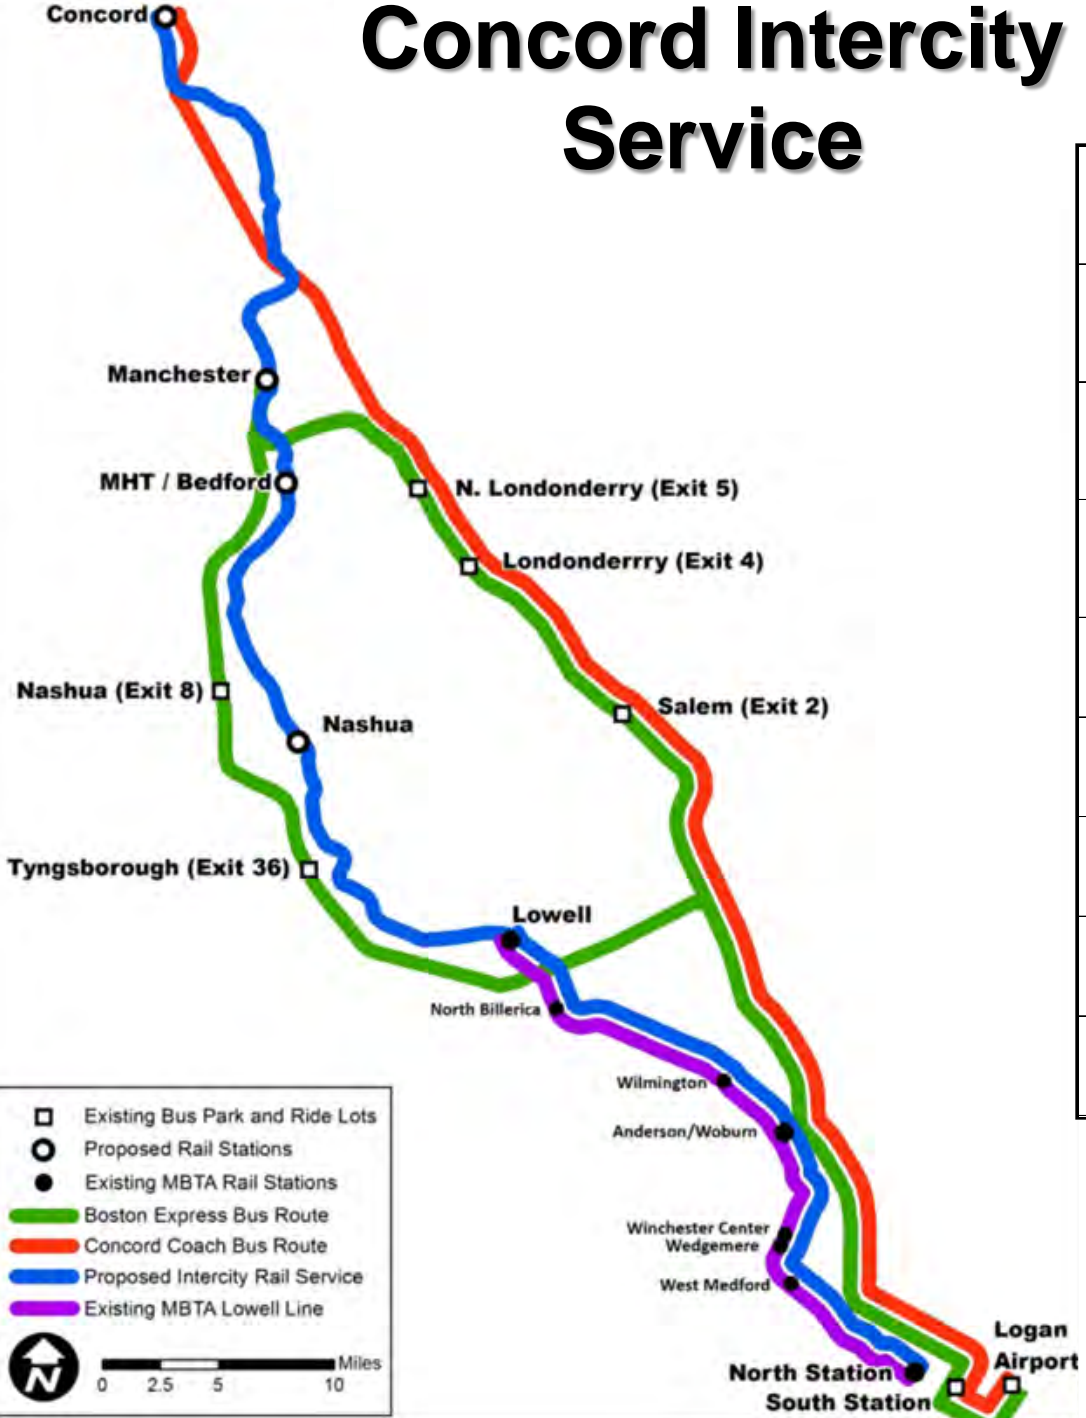 Concord Intercity
Service
Concord
Manchester
MHT / Bedford
N. Londonderry (Exit 5)
Londonderrry (Exit 4)
Nashua (Exit 8)
Salem (Exit 2)
Nashua
Tyngsborough (Exit 36)
Lowell
North Billerica
Wilmington
Anderson/Woburn
Winchester Center
Wedgemere
West Medford
Logan
Airport
North Station
South Station
Existing Bus Park and Ride Lots
Proposed Rail Stations
Existing MBTA Rail Stations
Boston Express Bus Route
Concord Coach Bus Route
Proposed Intercity Rail Service
Existing MBTA Lowell Line
N
Miles
0 2.5 5 10